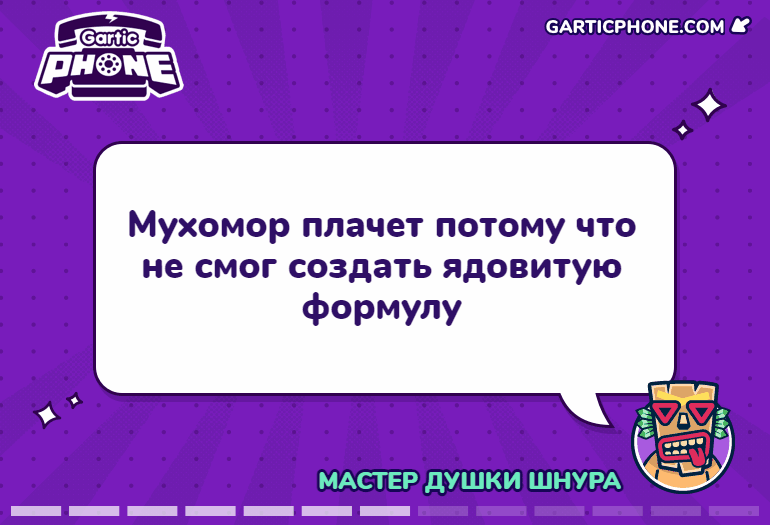 Gartic
PHONE
GARTICPHONE.COM
Мухомор плачет потому что
не смог создать ядовитую
формулу
МАСТЕР ДУШКИ ШНУРА